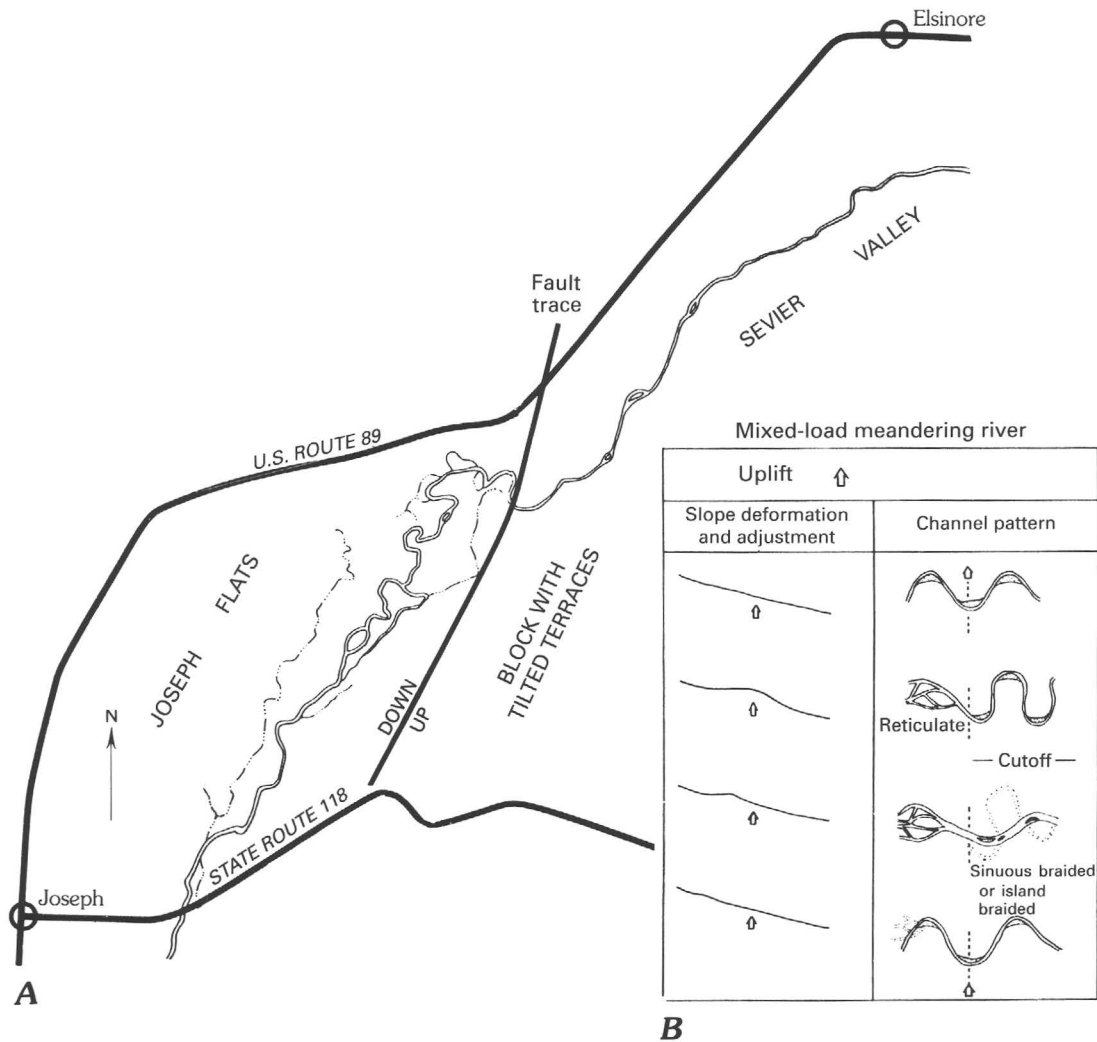 Elsinore
VALLEY
SEVIER
Fault
trace
U.S. ROUTE 89
JOSEPH FLATS
BLOCK WITH
TILTED TERRACES
DOWN
UP
N
STATE ROUTE 118
Joseph
A
Mixed-load meandering river
Uplift
Slope deformation
and adjustment
Channel pattern
Reticulate
Cutoff
Sinuous braided
or island
braided
B